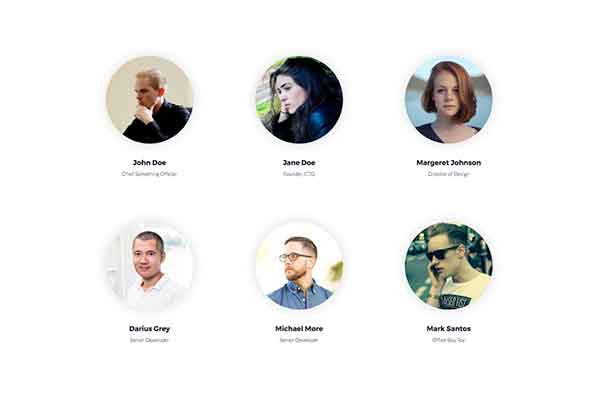 John Doe
Chief Something Officer
Jane Doe
Founder, CTO
Margeret Johnson
Director of Design
Darius Grey
Senior Developer
Michael More
Senior Developer
Mark Santos
Office Boy Toy